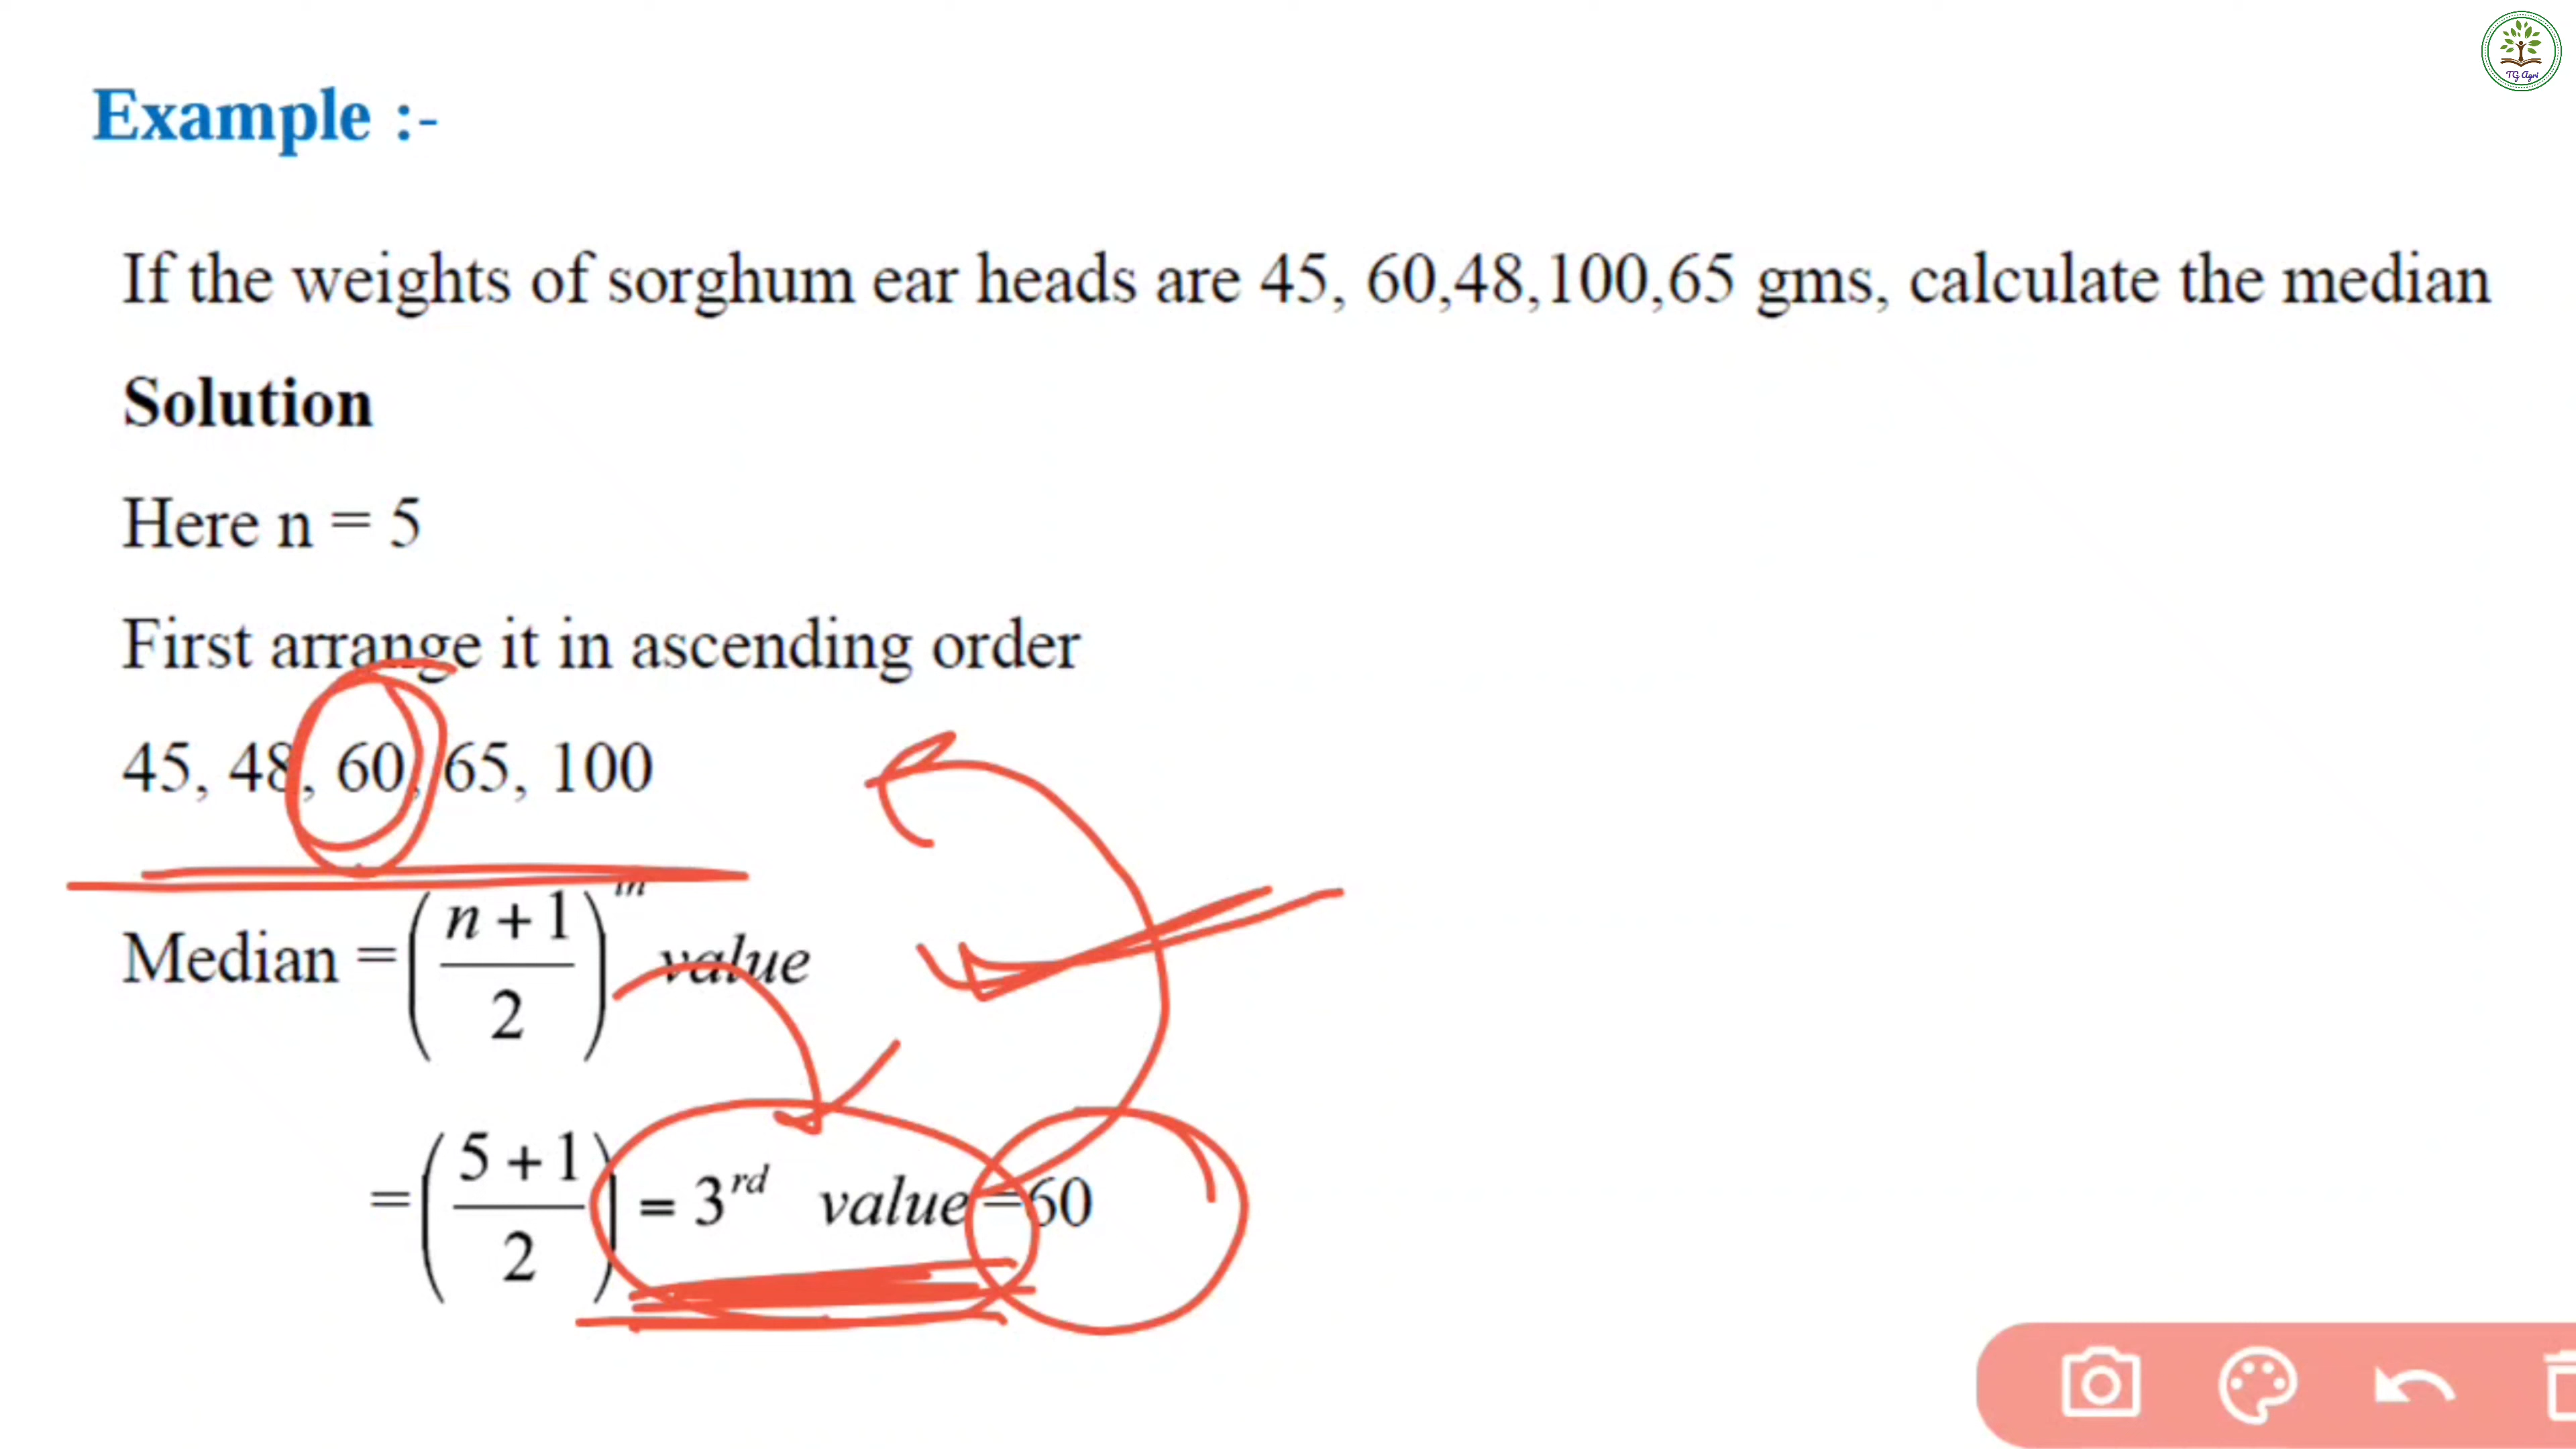 TG Agri
Example :-
If the weights of sorghum ear heads are 45, 60,48,100,65 gms, calculate the median
Solution
Here n = 5
First arrange it in ascending order
45, 48, 60, 65, 100
Median = ( n + 1 / 2 ) value
= ( 5 + 1 / 2 ) = 3rd value = 60